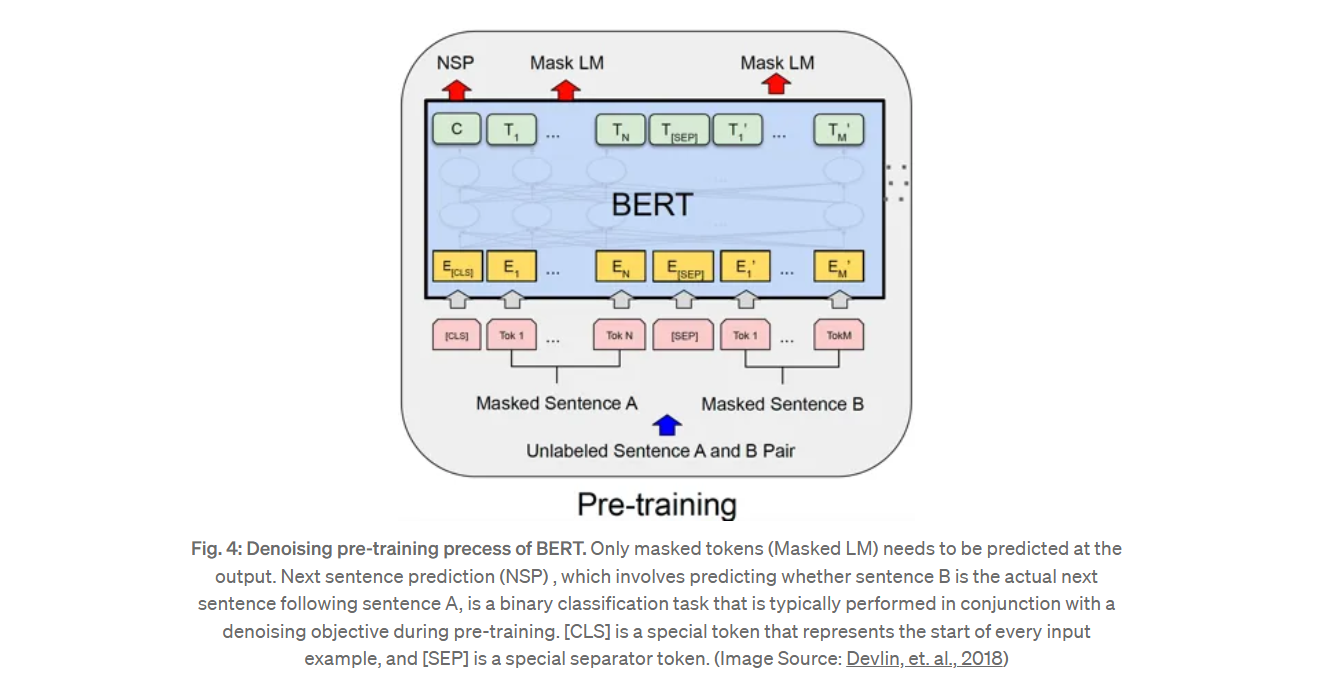 NSP Mask LM Mask LM
C T1 ... TN T[SEP] T1' ... TM'
BERT
E[CLS] E1 ... EN E[SEP] E1' ... EM'
[CLS] Tok 1 ... Tok N [SEP] Tok 1 ... TokM
Masked Sentence A Masked Sentence B
Unlabeled Sentence A and B Pair
Pre-training
Fig. 4: Denoising pre-training precess of BERT. Only masked tokens (Masked LM) needs to be predicted at the
output. Next sentence prediction (NSP) , which involves predicting whether sentence B is the actual next
sentence following sentence A, is a binary classification task that is typically performed in conjunction with a
denoising objective during pre-training. [CLS] is a special token that represents the start of every input
example, and [SEP] is a special separator token. (Image Source: Devlin, et. al., 2018)